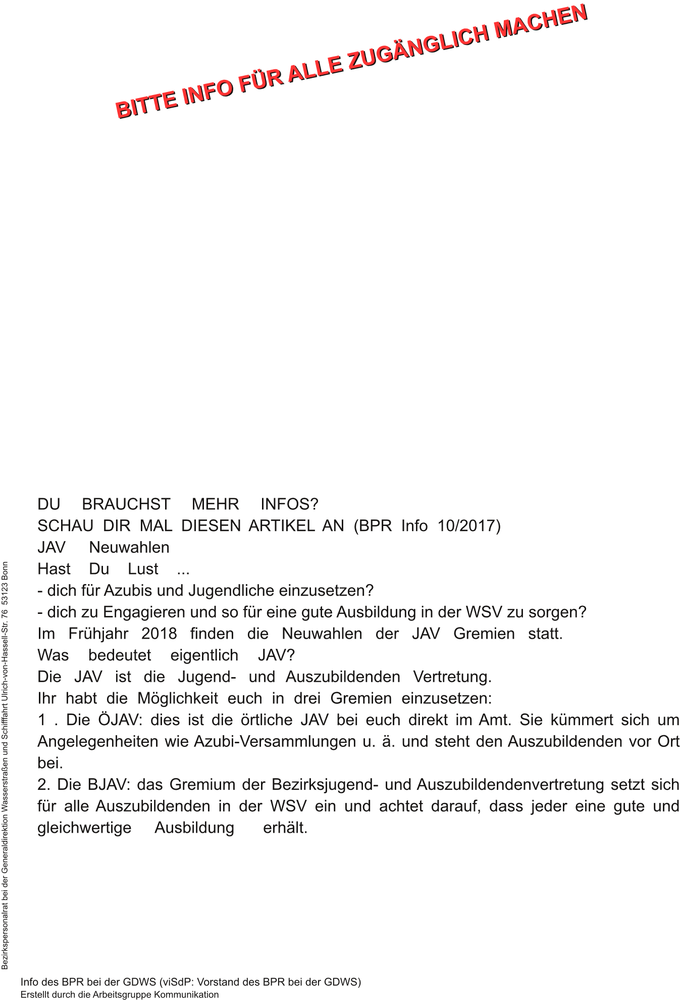 BITTE INFO FÜR ALLE ZUGÄNGLICH MACHEN
DU BRAUCHST MEHR INFOS?
SCHAU DIR MAL DIESEN ARTIKEL AN (BPR Info 10/2017)
JAV Neuwahlen
Hast Du Lust ...
- dich für Azubis und Jugendliche einzusetzen?
- dich zu Engagieren und so für eine gute Ausbildung in der WSV zu sorgen?
Im Frühjahr 2018 finden die Neuwahlen der JAV Gremien statt.
Was bedeutet eigentlich JAV?
Die JAV ist die Jugend- und Auszubildenden Vertretung.
Ihr habt die Möglichkeit euch in drei Gremien einzusetzen:
1 . Die ÖJAV: dies ist die örtliche JAV bei euch direkt im Amt. Sie kümmert sich um
Angelegenheiten wie Azubi-Versammlungen u. ä. und steht den Auszubildenden vor Ort
bei.
2. Die BJAV: das Gremium der Bezirksjugend- und Auszubildendenvertretung setzt sich
für alle Auszubildenden in der WSV ein und achtet darauf, dass jeder eine gute und
gleichwertige Ausbildung erhält.
Bezirkspersonalrat bei der Generaldirektion Wasserstraßen und Schifffahrt Ulrich-von-Hassell-Str. 76 53123 Bonn
Info des BPR bei der GDWS (viSdP: Vorstand des BPR bei der GDWS)
Erstellt durch die Arbeitsgruppe Kommunikation